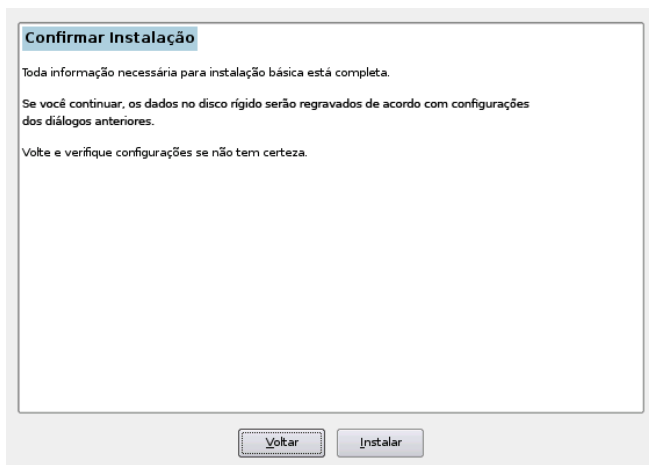 Confirmar Instalação
Toda informação necessária para instalação básica está completa.
Se você continuar, os dados no disco rígido serão regravados de acordo com configurações
dos diálogos anteriores.
Volte e verifique configurações se não tem certeza.
Voltar
Instalar